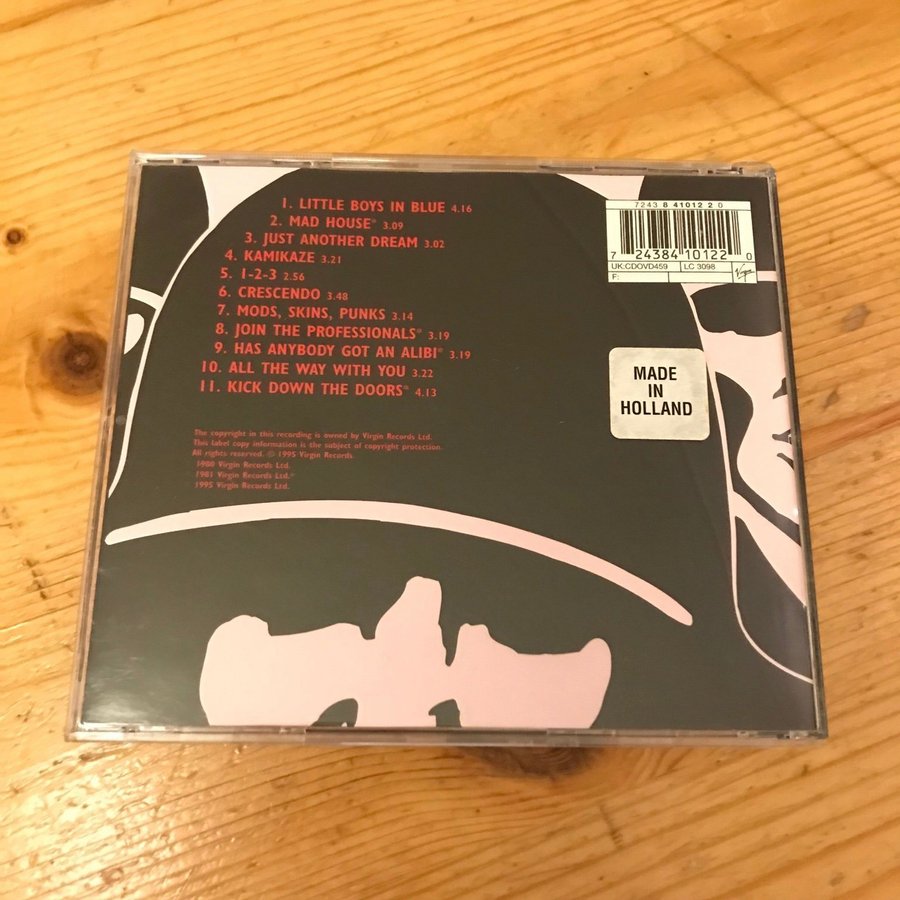 1. LITTLE BOYS IN BLUE 4.16
2. MAD HOUSE* 3.09
3. JUST ANOTHER DREAM 3.02
4. KAMIKAZE 3.21
5. 1-2-3 2.56
6. CRESCENDO 3.48
7. MODS, SKINS, PUNKS 3.14
8. JOIN THE PROFESSIONALS* 3.19
9. HAS ANYBODY GOT AN ALIBI* 3.19
10. ALL THE WAY WITH YOU 3.22
11. KICK DOWN THE DOORS* 4.13
The copyright in this recording is owned by Virgin Records Ltd.
This label copy information is the subject of copyright protection.
All rights reserved. © 1995 Virgin Records.
1980 Virgin Records Ltd.
1981 Virgin Records Ltd.*
1995 Virgin Records Ltd.
7243 8 41012 2 0
7 24384 10122 0
UK:CDOVD459 LC 3098 Virgin
F:
MADE
IN
HOLLAND